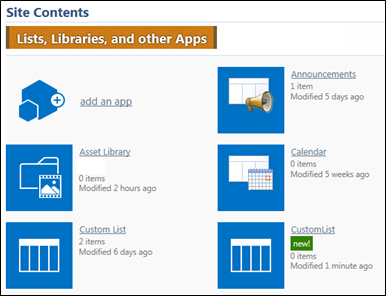 Site Contents
Lists, Libraries, and other Apps
add an app
Announcements
1 item
Modified 5 days ago
Asset Library
0 items
Modified 2 hours ago
Calendar
0 items
Modified 5 weeks ago
Custom List
2 items
Modified 6 days ago
CustomList
new!
0 items
Modified 1 minute ago